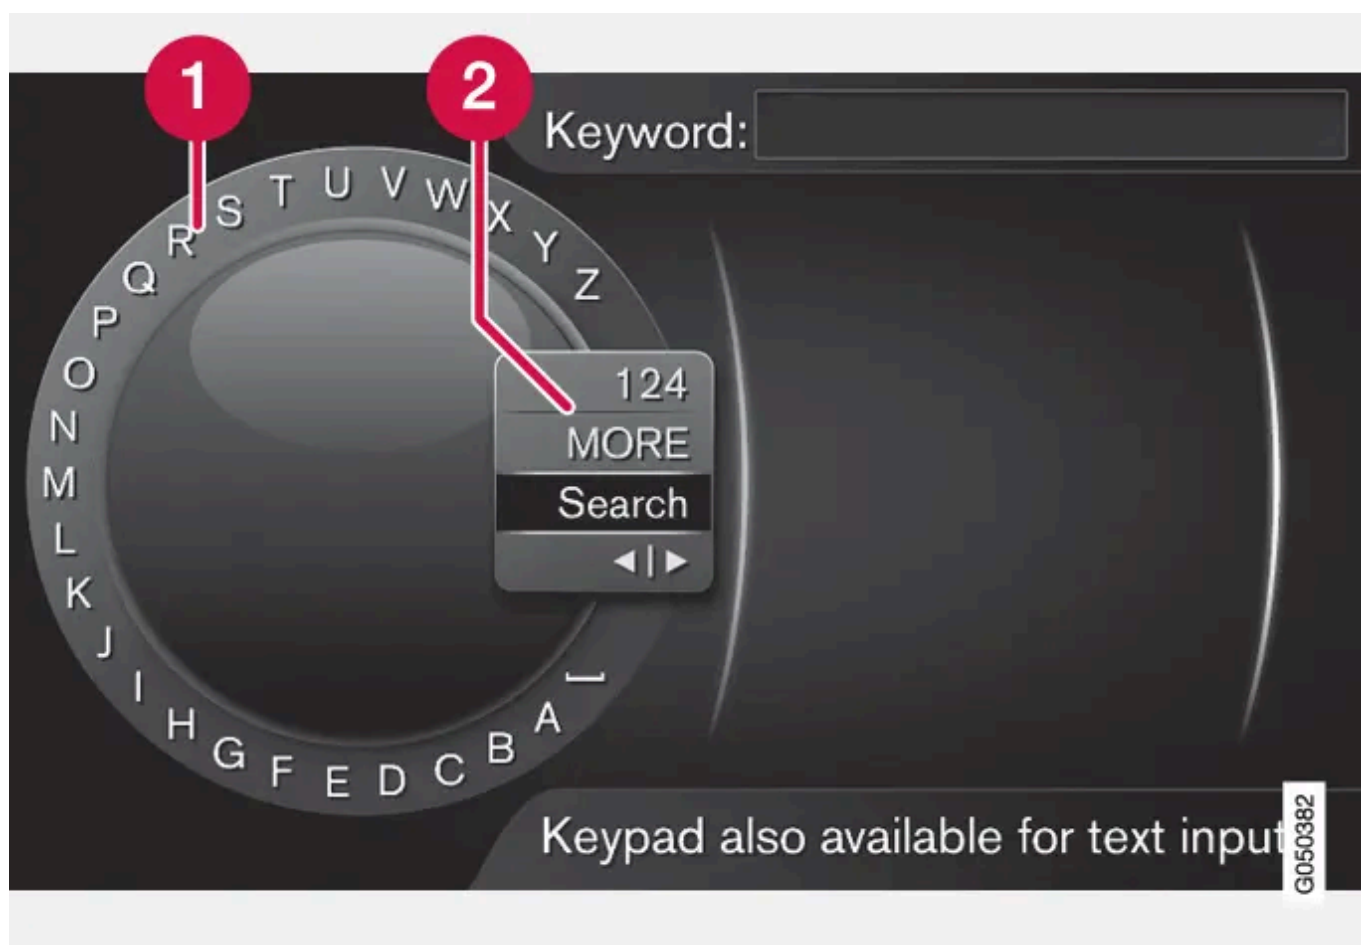 1
2
Keyword:
S T U V W X Y Z
R
Q
P
O
N
M
L
K
J
I
H
G F E D C B A
124
MORE
Search
◀|▶
Keypad also available for text input
G050382